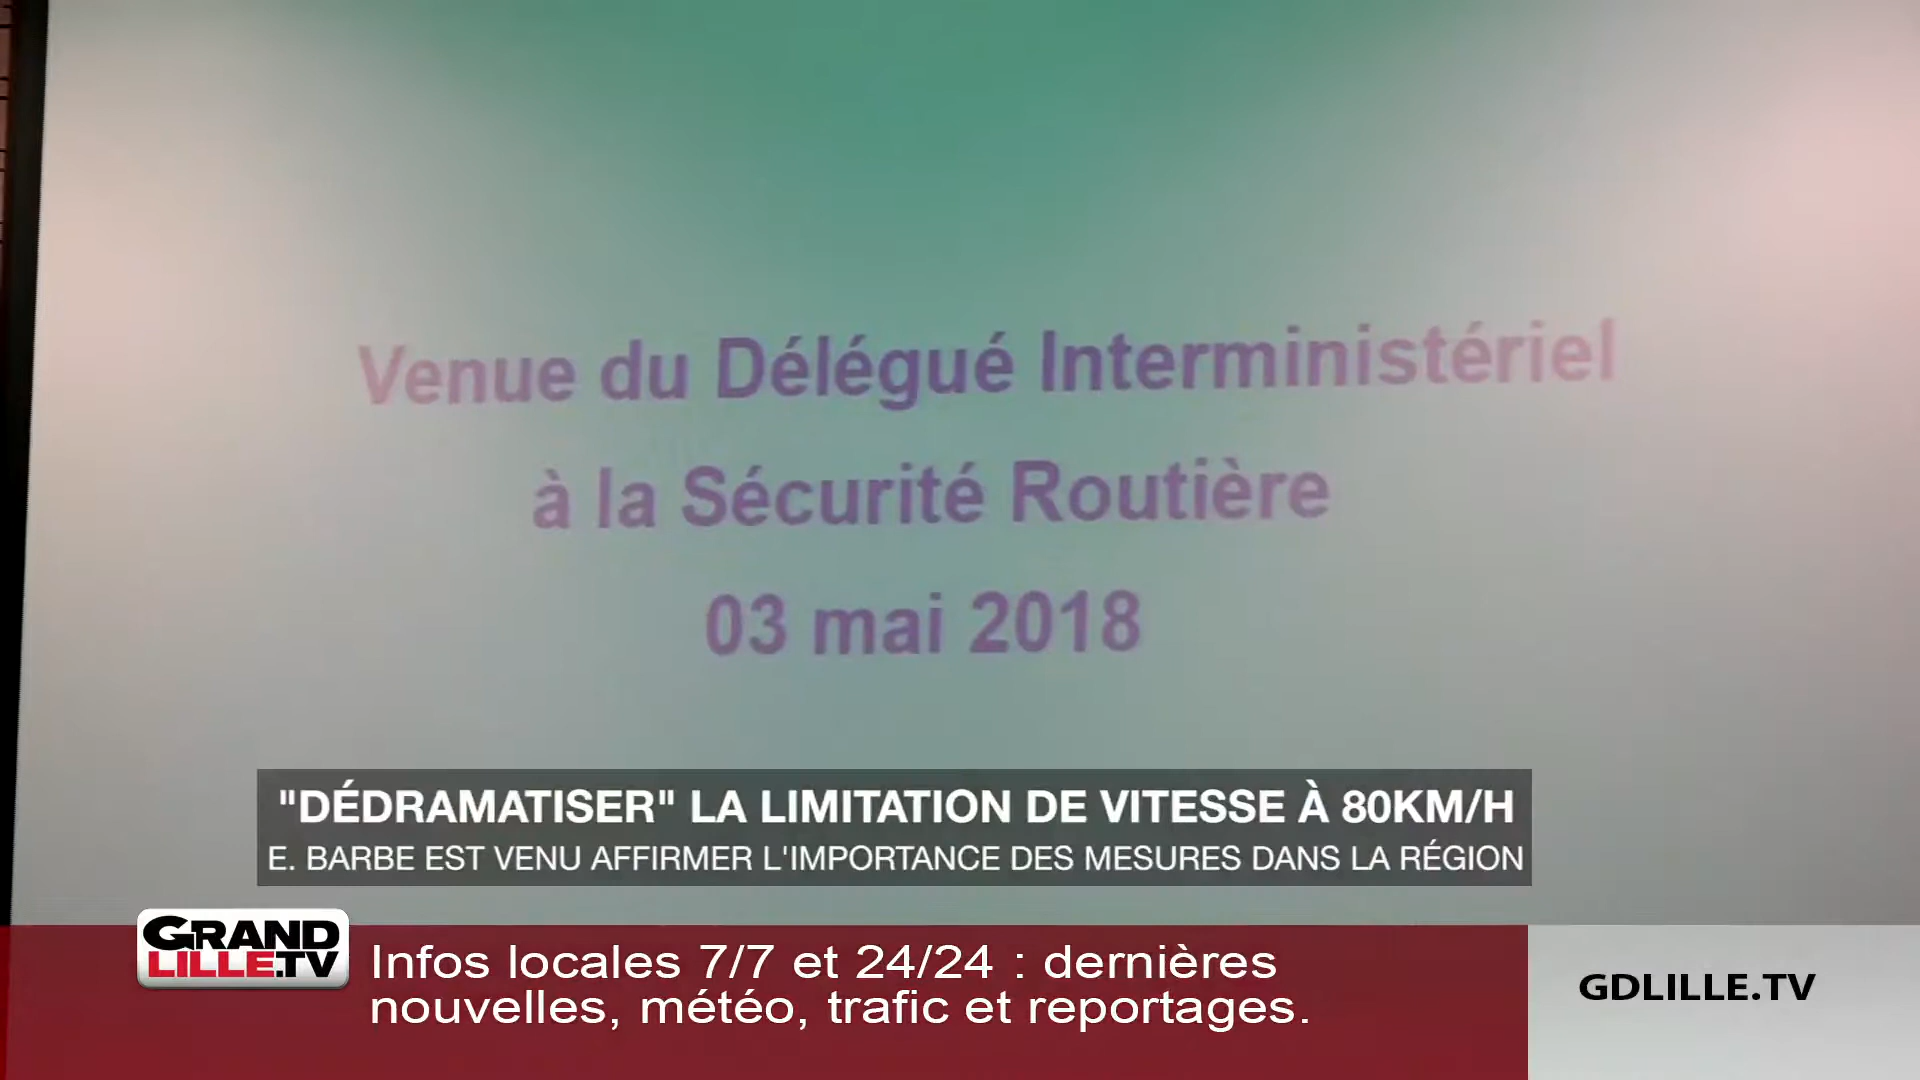 Venue du Délégué Interministériel
à la Sécurité Routière
03 mai 2018
"DÉDRAMATISER" LA LIMITATION DE VITESSE À 80KM/H
E. BARBE EST VENU AFFIRMER L'IMPORTANCE DES MESURES DANS LA RÉGION
GRAND
LILLE.TV
Infos locales 7/7 et 24/24 : dernières
nouvelles, météo, trafic et reportages.
GDLILLE.TV